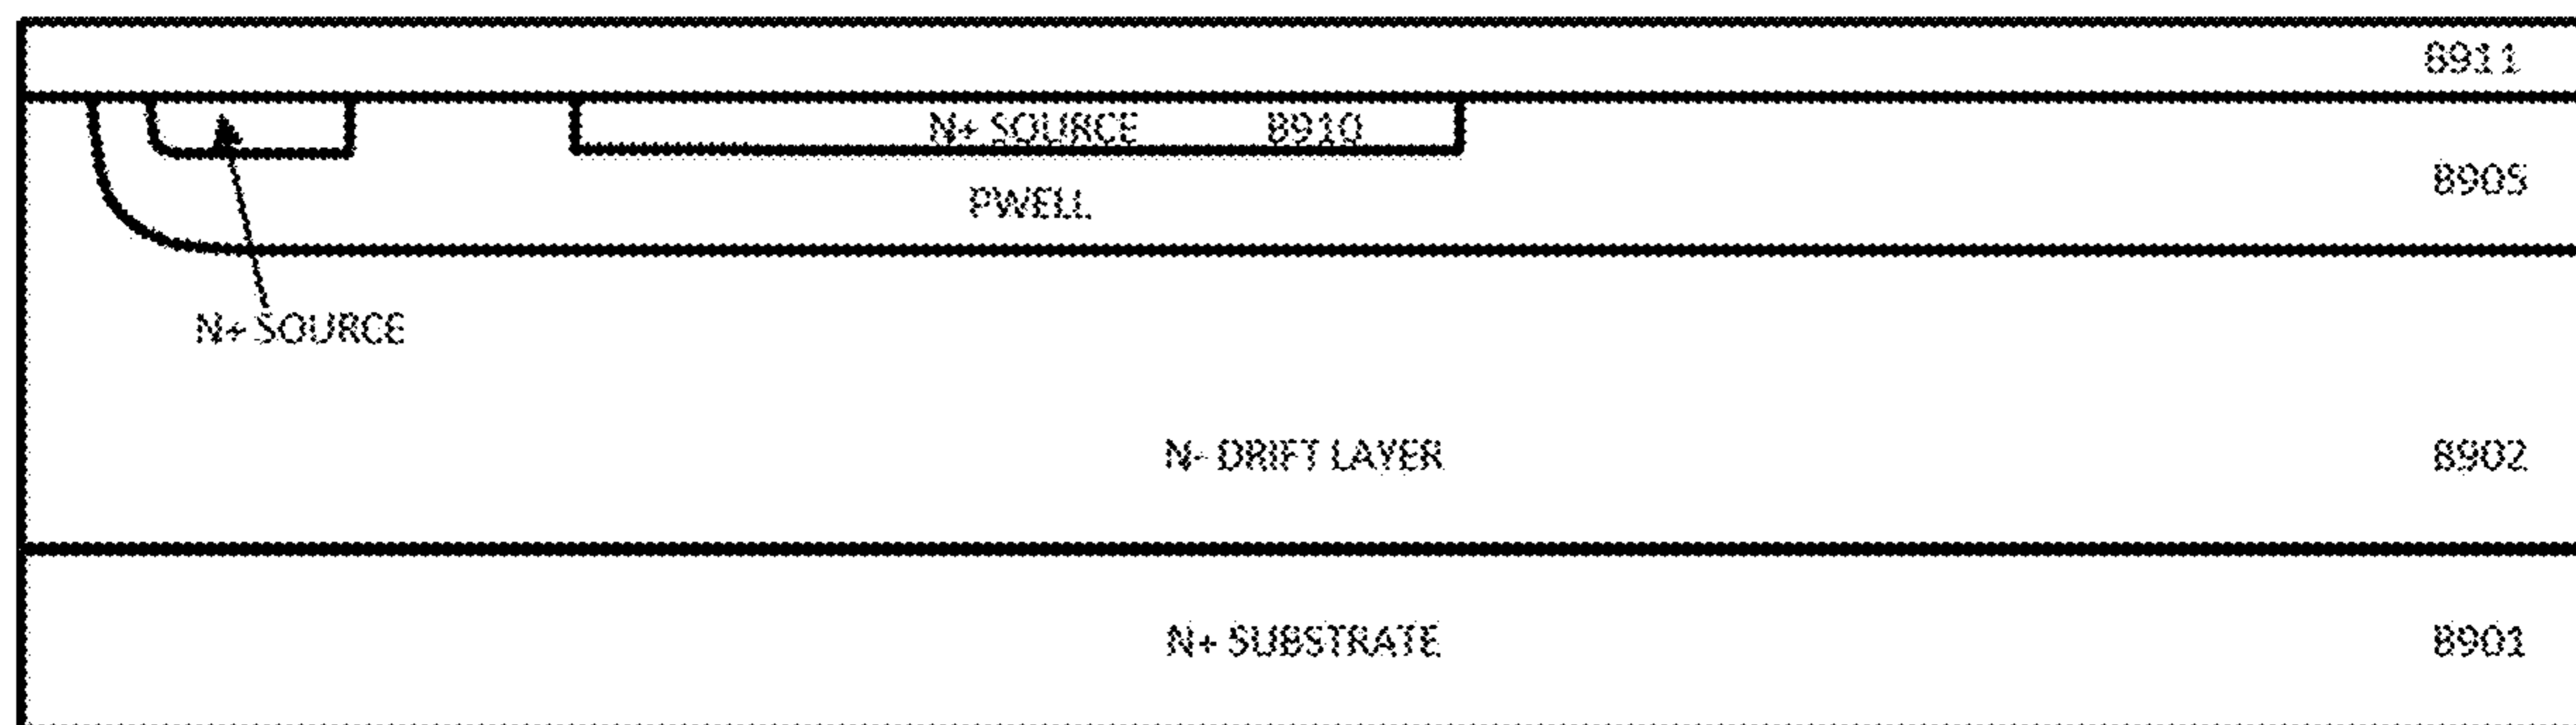 8911
N+ SOURCE 8910
PWELL 8905
N+ SOURCE
N- DRIFT LAYER 8902
N+ SUBSTRATE 8901